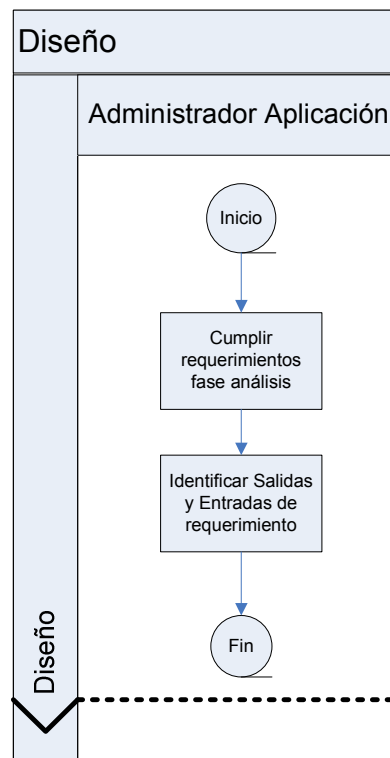 Diseño
Administrador Aplicación
Inicio
Cumplir
requerimientos
fase análisis
Identificar Salidas
y Entradas de
requerimiento
Fin
Diseño